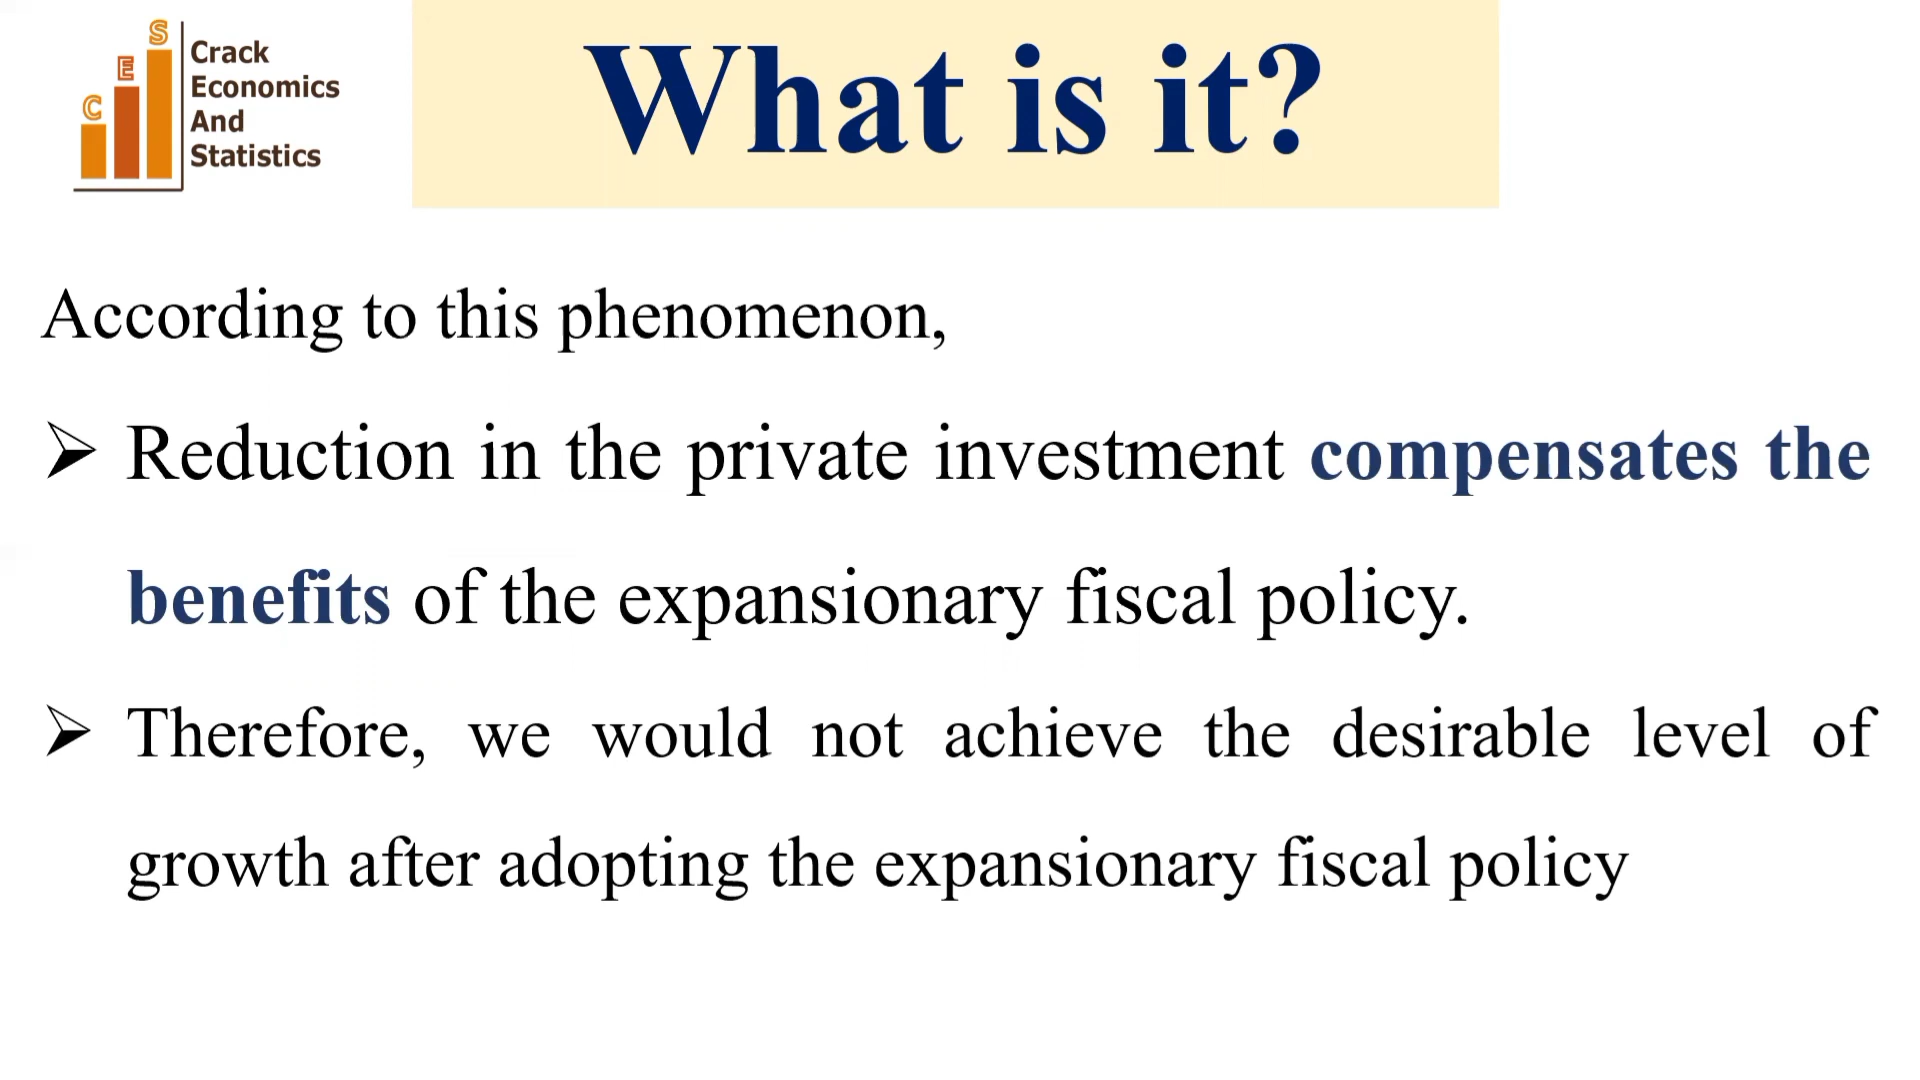 S
E
C
Crack
Economics
And
Statistics
What is it?
According to this phenomenon,
➢ Reduction in the private investment compensates the
benefits of the expansionary fiscal policy.
➢ Therefore, we would not achieve the desirable level of
growth after adopting the expansionary fiscal policy